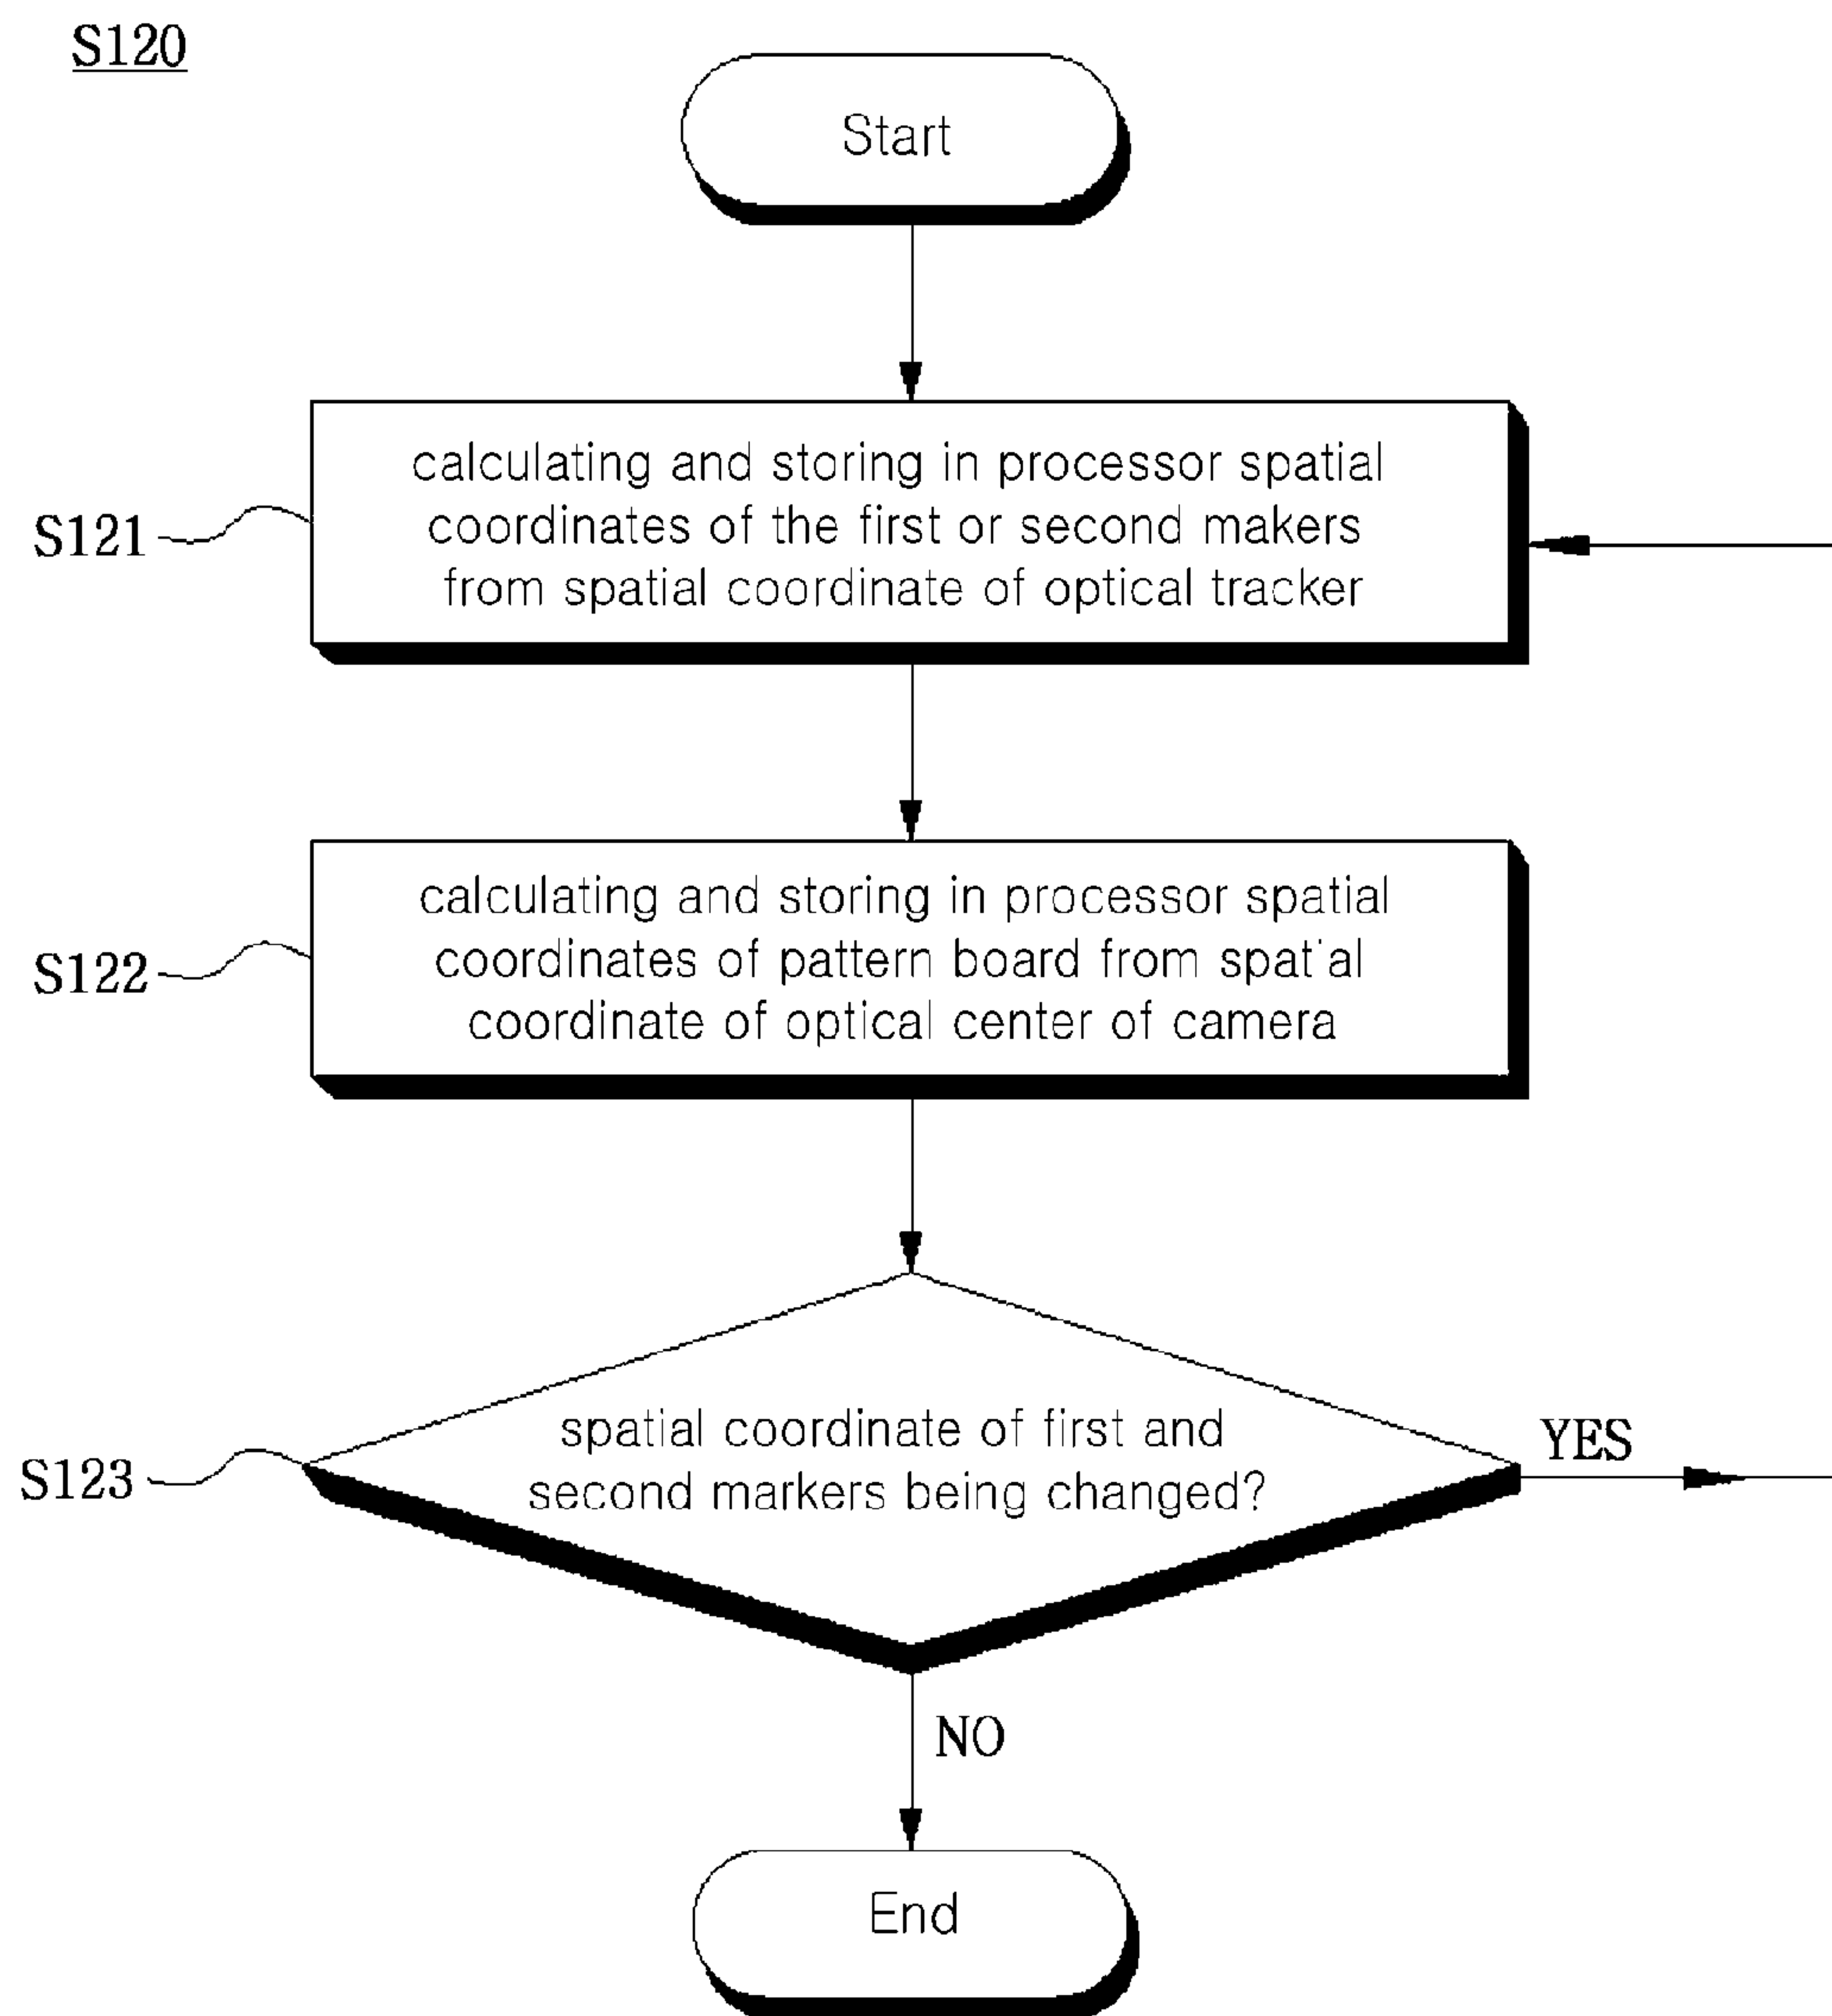 S120
Start
calculating and storing in processor spatial
coordinates of the first or second makers
from spatial coordinate of optical tracker
S121
calculating and storing in processor spatial
coordinates of pattern board from spatial
coordinate of optical center of camera
S122
spatial coordinate of first and
second markers being changed?
S123
YES
NO
End